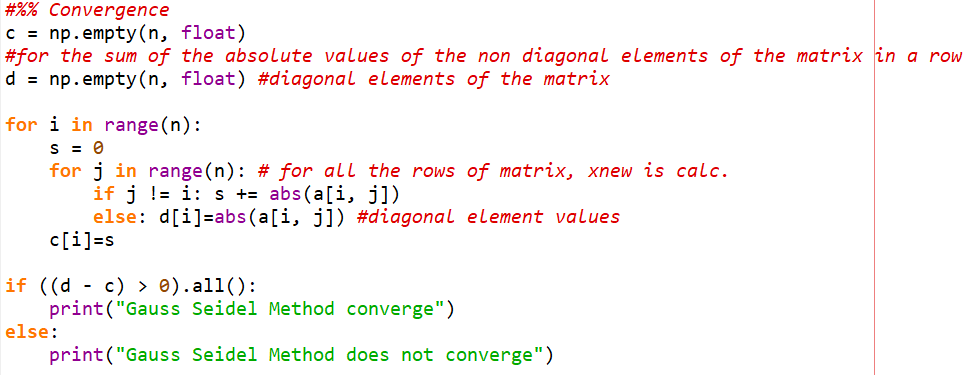 #%% Convergence
c = np.empty(n, float)
#for the sum of the absolute values of the non diagonal elements of the matrix in a row
d = np.empty(n, float) #diagonal elements of the matrix
for i in range(n):
    s = 0
    for j in range(n): # for all the rows of matrix, xnew is calc.
        if j != i: s += abs(a[i, j])
        else: d[i]=abs(a[i, j]) #diagonal element values
    c[i]=s
if ((d - c) > 0).all():
    print("Gauss Seidel Method converge")
else:
    print("Gauss Seidel Method does not converge")